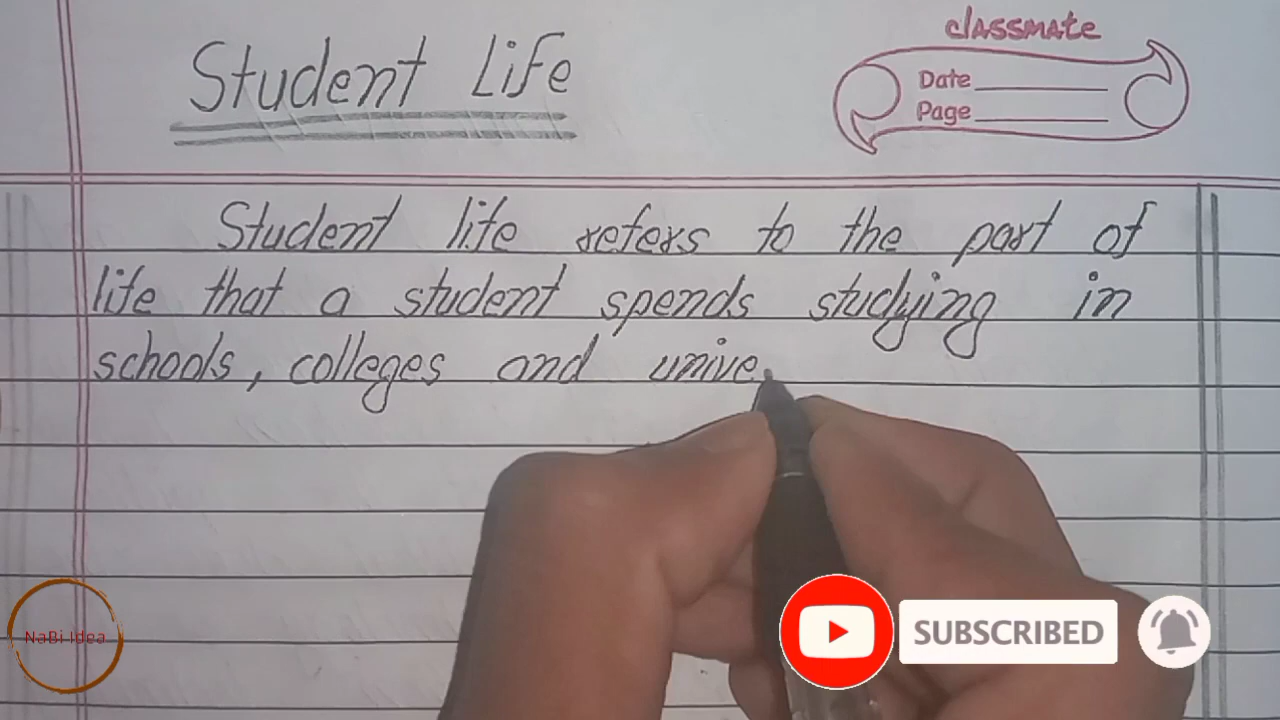 Student Life
classmate
Date
Page
Student life refers to the part of
life that a student spends studying in
schools, colleges and unive
NaBi Idea
SUBSCRIBED